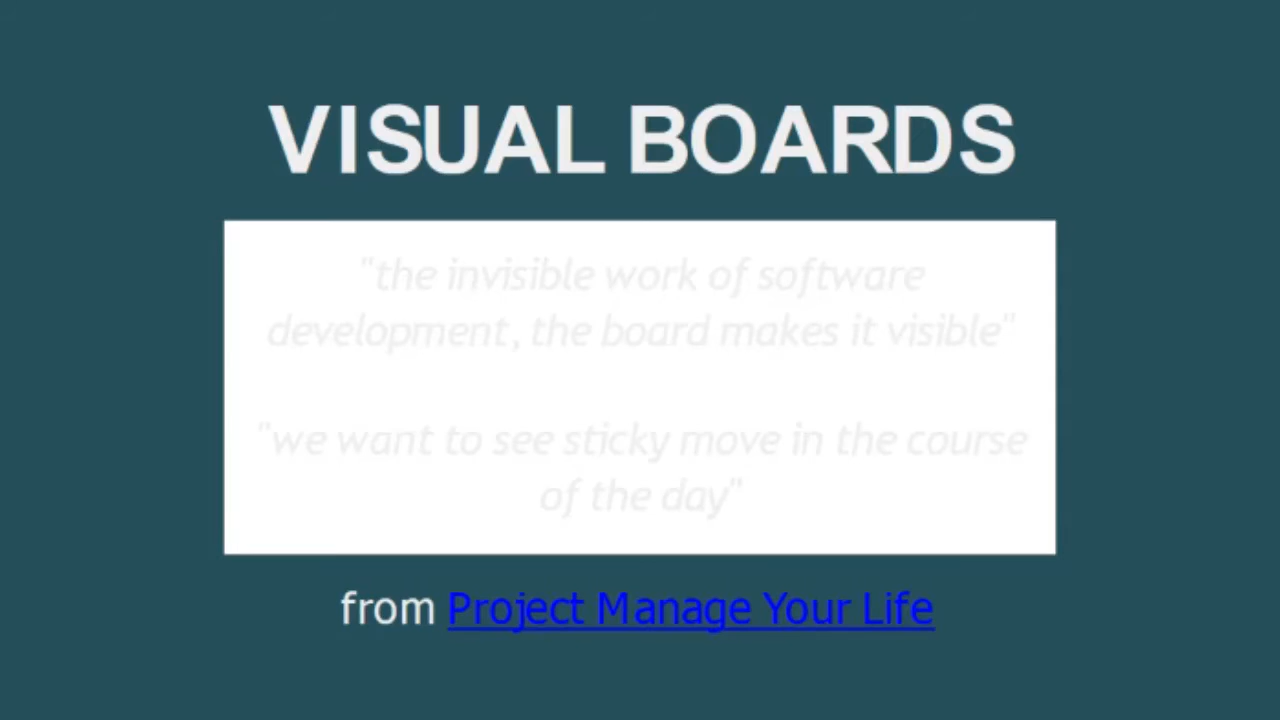 VISUAL BOARDS
"the invisible work of software
development, the board makes it visible"
"we want to see sticky move in the course
of the day"
from Project Manage Your Life